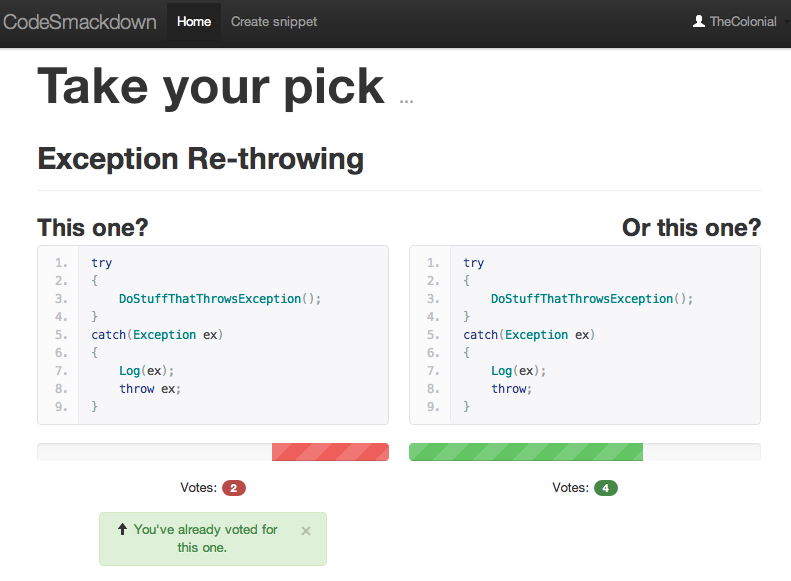 CodeSmackdown Home Create snippet TheColonial
Take your pick ...
Exception Re-throwing
This one?
1. try
2. {
3. DoStuffThatThrowsException();
4. }
5. catch(Exception ex)
6. {
7. Log(ex);
8. throw ex;
9. }
Votes: 2
You've already voted for ×
this one.
Or this one?
1. try
2. {
3. DoStuffThatThrowsException();
4. }
5. catch(Exception ex)
6. {
7. Log(ex);
8. throw;
9. }
Votes: 4